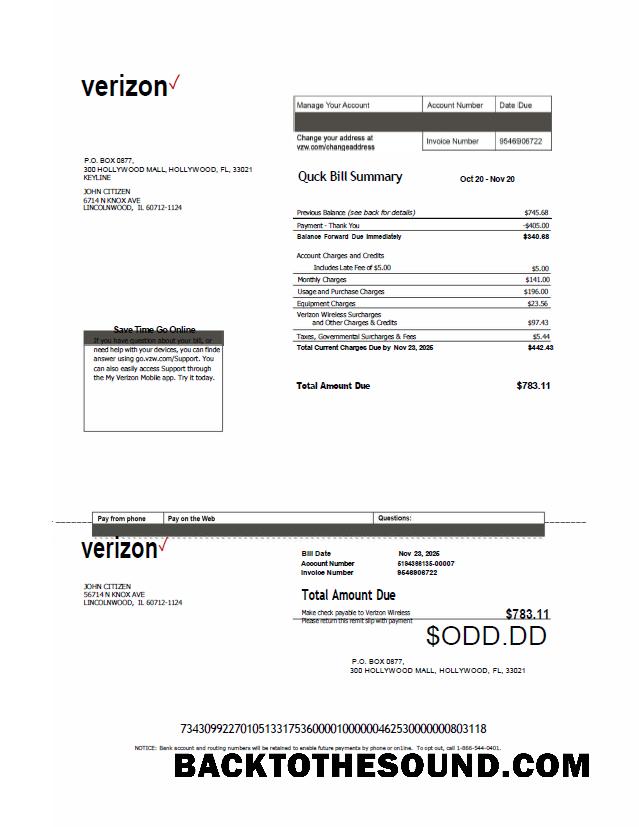 verizon✓
Manage Your Account Account Number Date Due
Change your address at
vzw.com/changeaddress
Invoice Number 9546906722
P.O. BOX 0877,
300 HOLLYWOOD MALL, HOLLYWOOD, FL, 33021
KEYLINE
JOHN CITIZEN
6714 N KNOX AVE
LINCOLNWOOD, IL 60712-1124
Quck Bill Summary Oct 20 - Nov 20
Previous Balance (see back for details) $745.68
Payment - Thank You -$405.00
Balance Forward Due Immediately $340.68
Account Charges and Credits
Includes Late Fee of $5.00 $5.00
Monthly Charges $141.00
Usage and Purchase Charges $196.00
Equipment Charges $23.56
Verizon Wireless Surcharges
and Other Charges & Credits $97.43
Taxes, Governmental Surcharges & Fees $5.44
Total Current Charges Due by Nov 23, 2025 $442.43
Total Amount Due $783.11
Save Time Go Online
If you have question about your bill, or
need help with your devices, you can finde
answer using go.vzw.com/Support. You
can also easily access Support through
the My Verizon Mobile app. Try it today.
Pay from phone Pay on the Web Questions:
verizon✓
Bill Date Nov 23, 2025
Account Number 5194366135-00007
Invoice Number 9546906722
JOHN CITIZEN
56714 N KNOX AVE
LINCOLNWOOD, IL 60712-1124
Total Amount Due
Make check payable to Verizon Wireless $783.11
Please return this remit slip with payment
$ODD.DD
P.O. BOX 0877,
300 HOLLYWOOD MALL, HOLLYWOOD, FL, 33021
7343099227010513317536000010000004625300000000803118
NOTICE: Bank account and routing numbers will be retained to enable future payments by phone or online. To opt out, call 1-866-544-0401.
BACKTOTHESOUND.COM